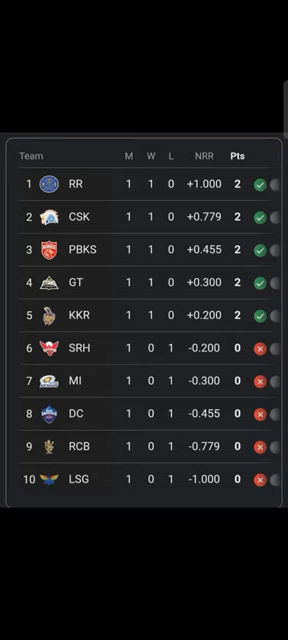 Team M W L NRR Pts
1 RR 1 1 0 +1.000 2
2 CSK 1 1 0 +0.779 2
3 PBKS 1 1 0 +0.455 2
4 GT 1 1 0 +0.300 2
5 KKR 1 1 0 +0.200 2
6 SRH 1 0 1 -0.200 0
7 MI 1 0 1 -0.300 0
8 DC 1 0 1 -0.455 0
9 RCB 1 0 1 -0.779 0
10 LSG 1 0 1 -1.000 0